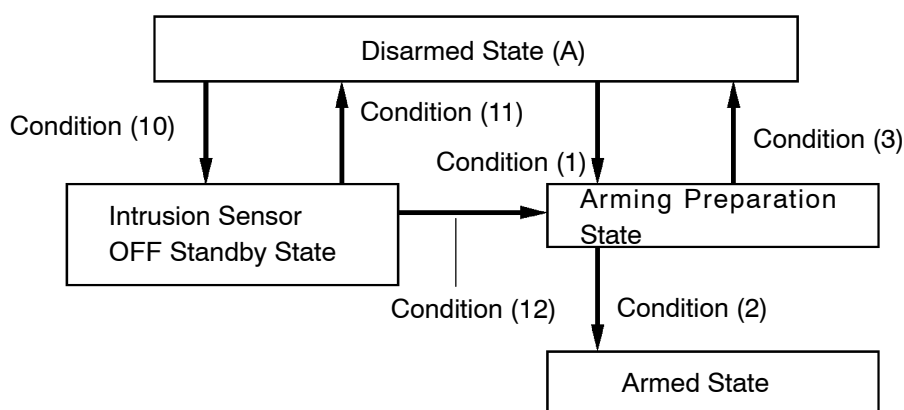 Disarmed State (A)
Condition (10)
Condition (11)
Condition (1)
Condition (3)
Intrusion Sensor
OFF Standby State
Arming Preparation
State
Condition (12)
Condition (2)
Armed State